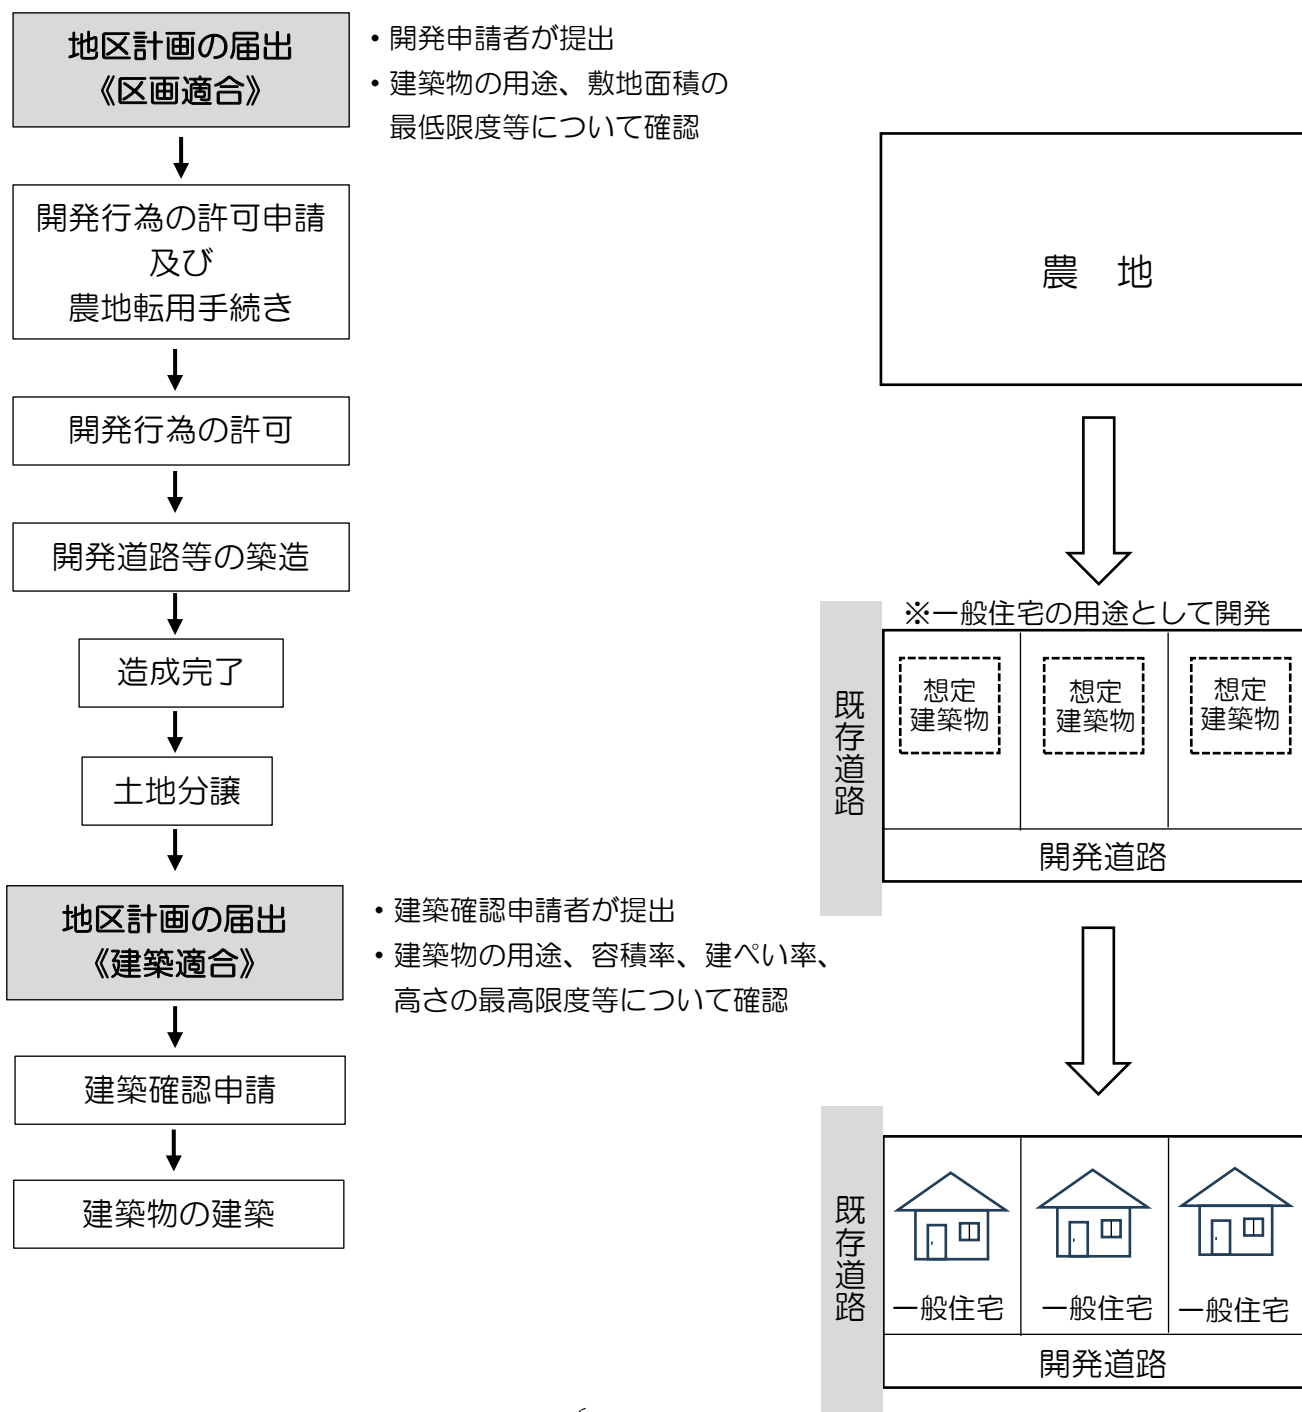 地区計画の届出
《区画適合》
・開発申請者が提出
・建築物の用途、敷地面積の
最低限度等について確認
開発行為の許可申請
及び
農地転用手続き
開発行為の許可
開発道路等の築造
造成完了
土地分譲
地区計画の届出
《建築適合》
・建築確認申請者が提出
・建築物の用途、容積率、建ぺい率、
高さの最高限度等について確認
建築確認申請
建築物の建築
農 地
※一般住宅の用途として開発
既存道路
想定
建築物
想定
建築物
想定
建築物
開発道路
既存道路
一般住宅
一般住宅
一般住宅
開発道路